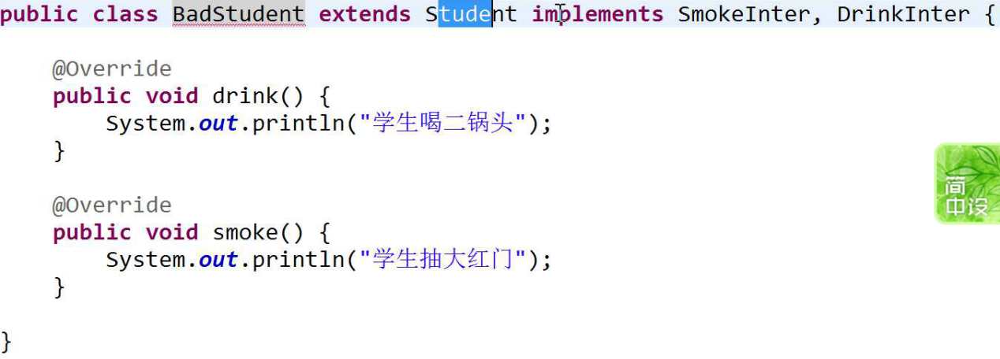 public class BadStudent extends Student implements SmokeInter, DrinkInter {
@Override
public void drink() {
System.out.println("学生喝二锅头");
}
@Override
public void smoke() {
System.out.println("学生抽大红门");
}
简
中设
}